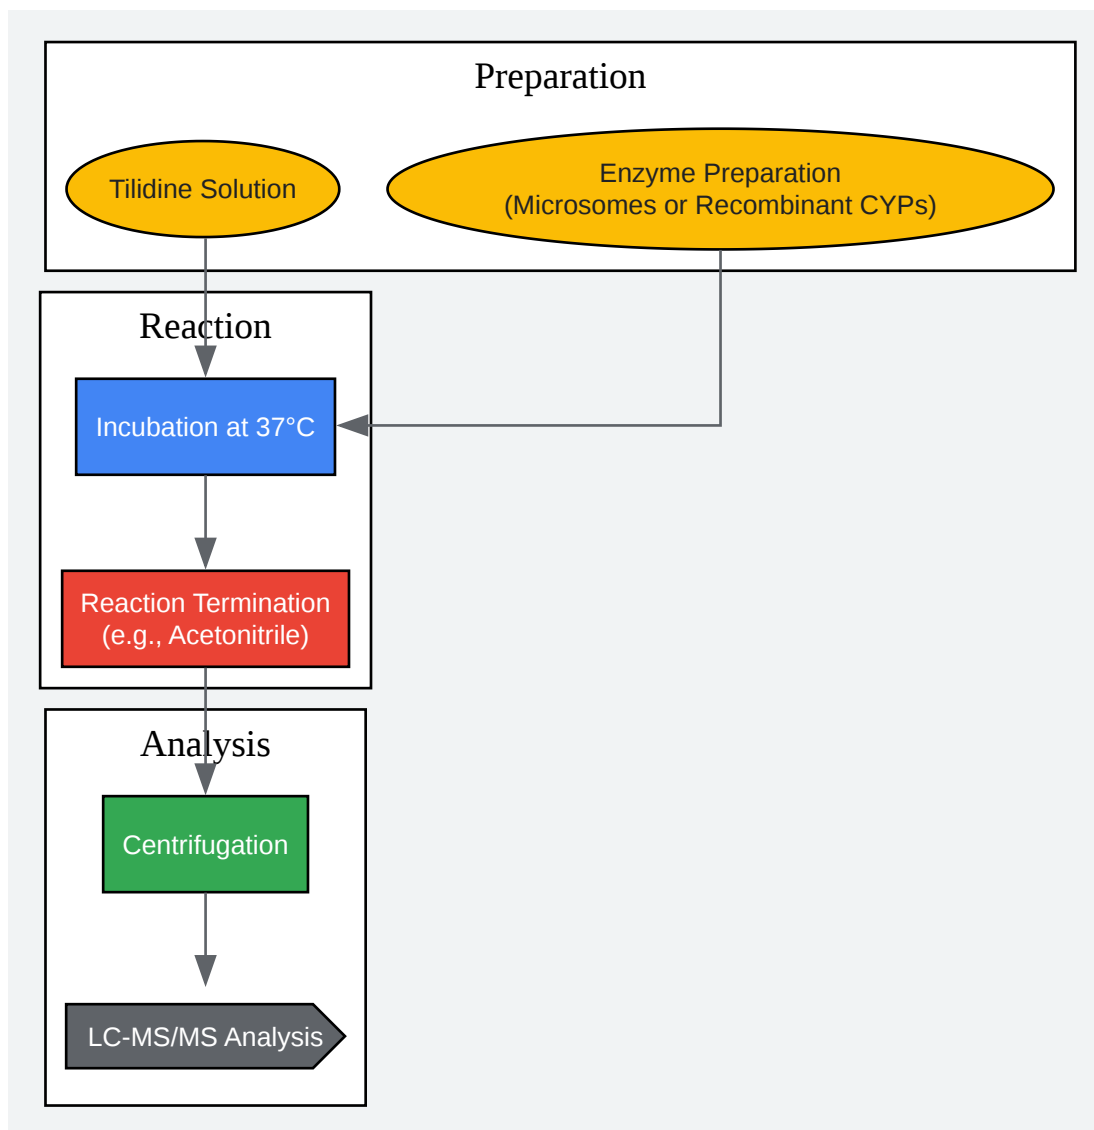 Preparation
Tilidine Solution
Enzyme Preparation
(Microsomes or Recombinant CYPs)
Reaction
Incubation at 37°C
Reaction Termination
(e.g., Acetonitrile)
Analysis
Centrifugation
LC-MS/MS Analysis